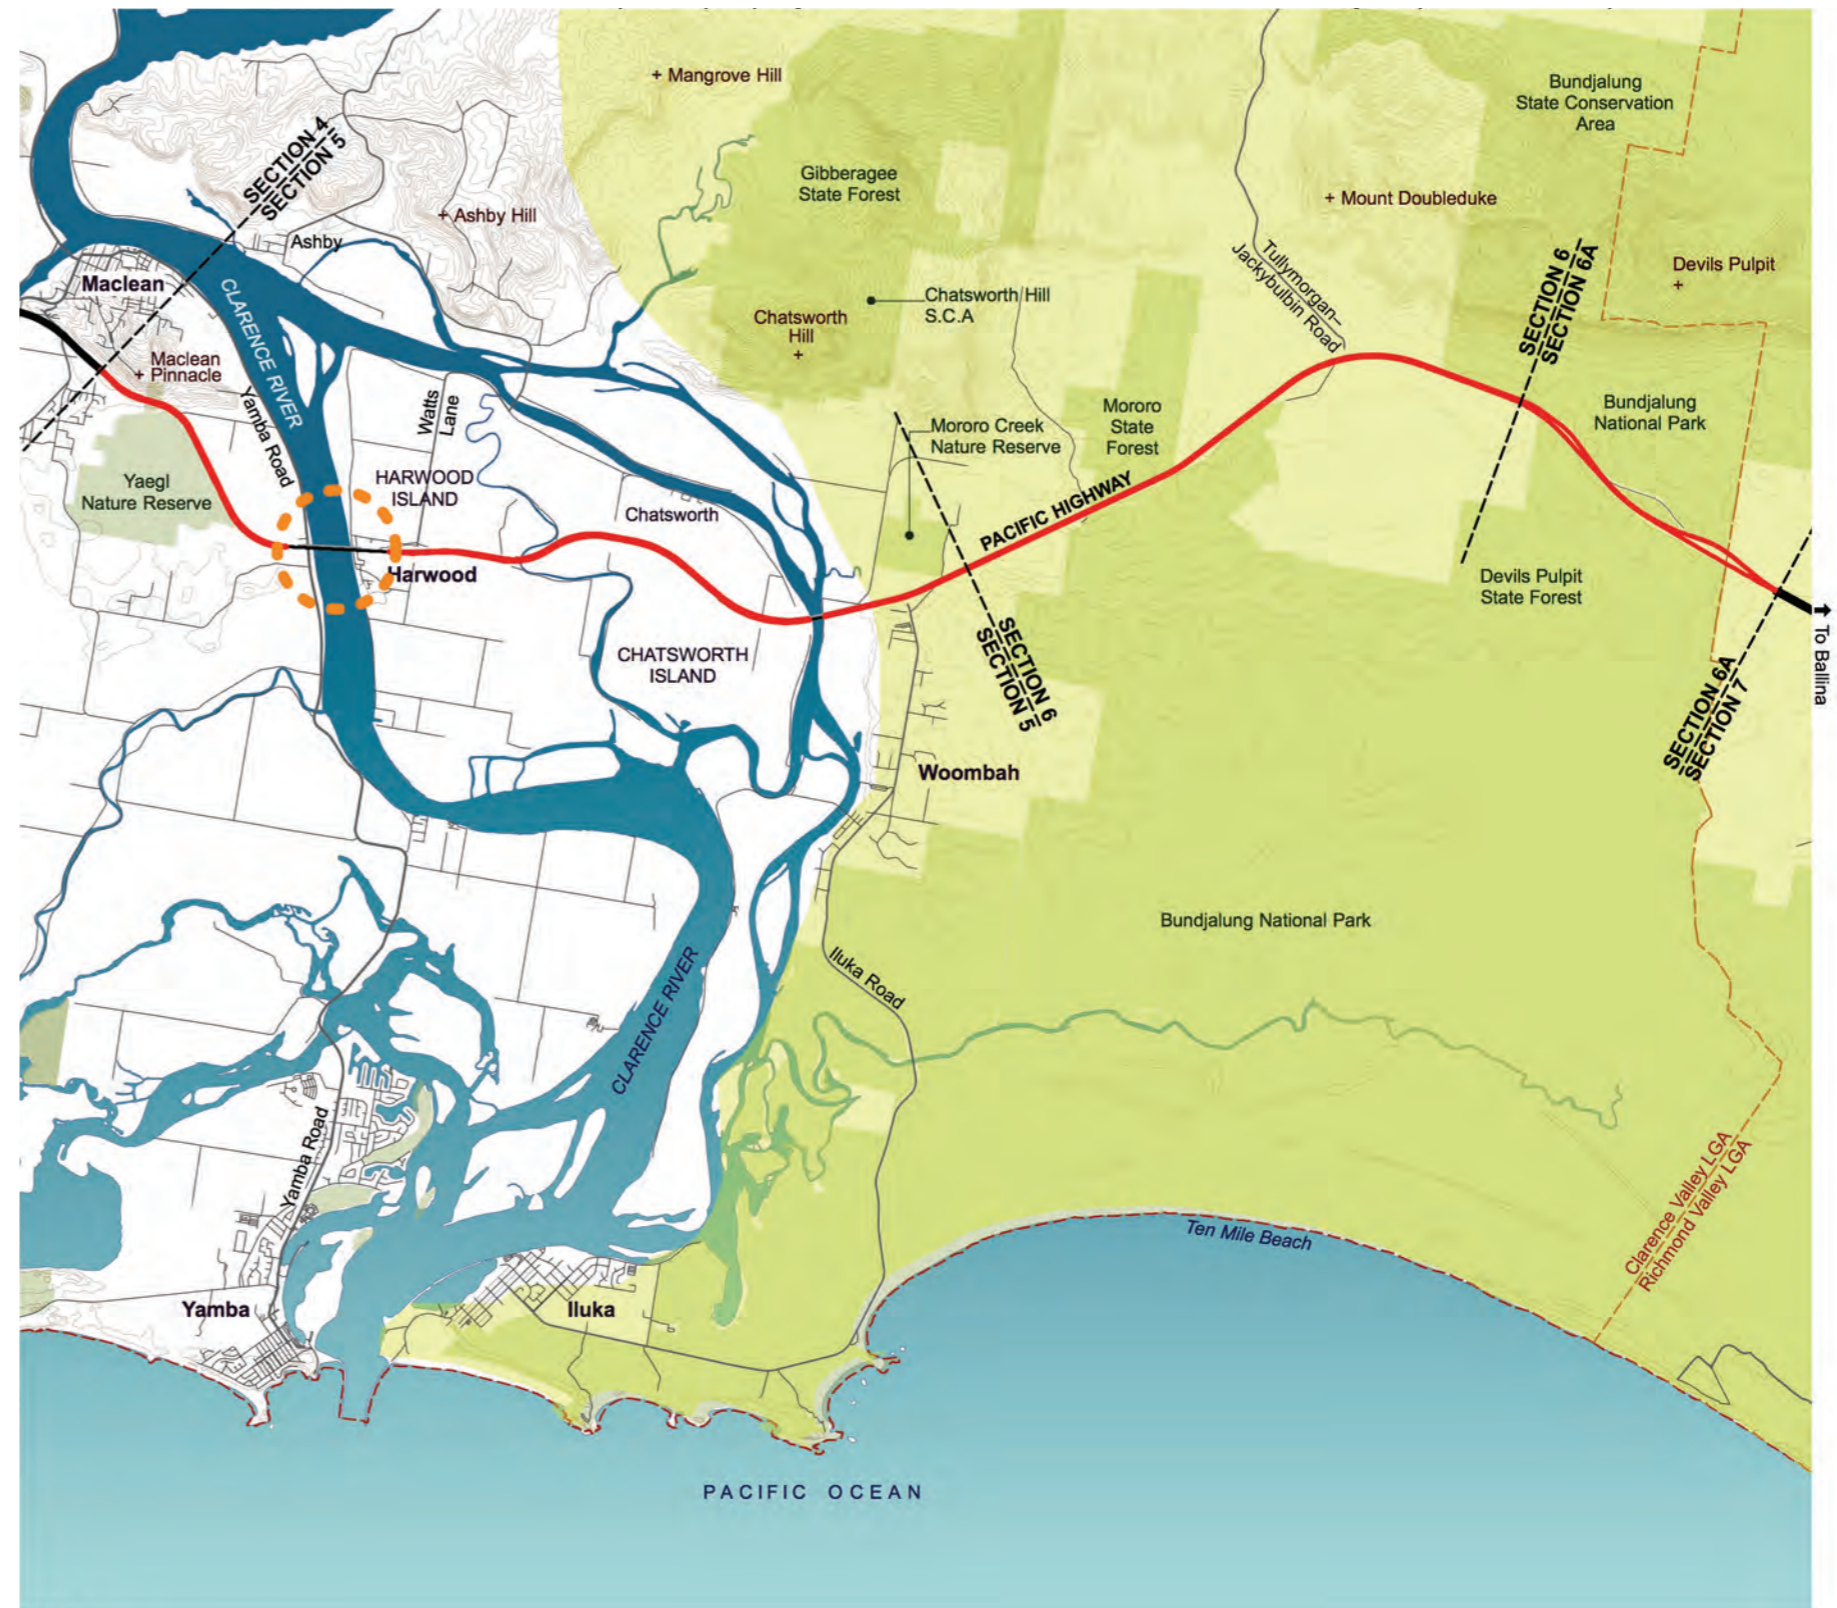 + Mangrove Hill
Bundjalung
State Conservation
Area
SECTION 4
SECTION 5
Gibberagee
State Forest
+ Mount Doubleduke
+ Ashby Hill
Ashby
Tullymorgan–
Jackybulbin Road
SECTION 6
SECTION 6A
Devils Pulpit
+
Maclean
CLARENCE RIVER
Chatsworth Hill
S.C.A
Chatsworth
Hill
+
Maclean
+ Pinnacle
Yamba Road
Watts
Lane
Mororo Creek
Nature Reserve
Mororo
State
Forest
Bundjalung
National Park
Yaegl
Nature Reserve
HARWOOD
ISLAND
Chatsworth
PACIFIC HIGHWAY
Harwood
Devils Pulpit
State Forest
To Ballina
CHATSWORTH
ISLAND
SECTION 6
SECTION 5
SECTION 6A
SECTION 7
Woombah
Bundjalung National Park
Iluka Road
CLARENCE RIVER
Yamba Road
Clarence Valley LGA
Richmond Valley LGA
Ten Mile Beach
Yamba
Iluka
PACIFIC OCEAN